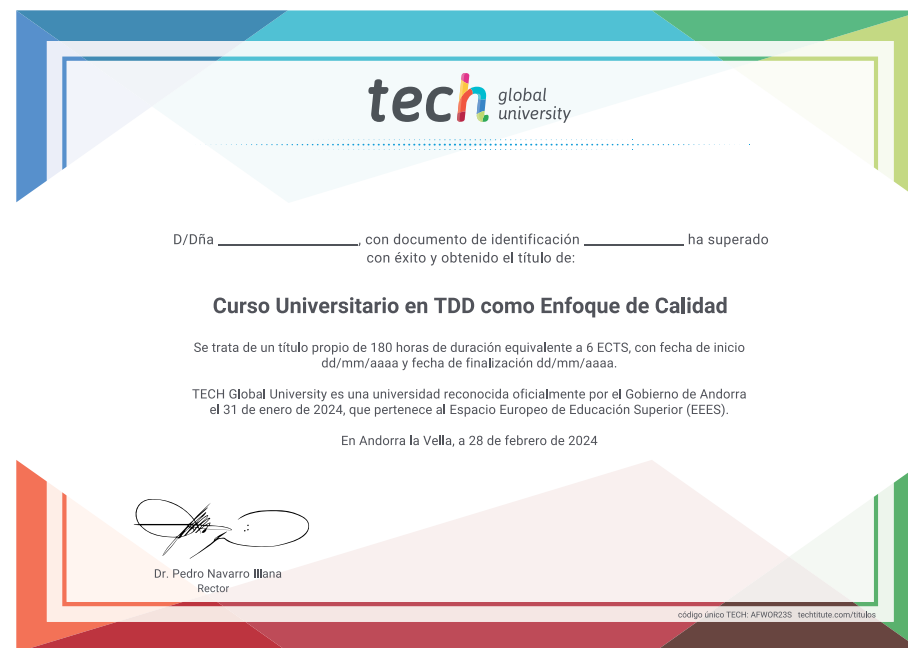 tech global university
D/Dña ____________________, con documento de identificación ______________ ha superado
con éxito y obtenido el título de:
Curso Universitario en TDD como Enfoque de Calidad
Se trata de un título propio de 180 horas de duración equivalente a 6 ECTS, con fecha de inicio
dd/mm/aaaa y fecha de finalización dd/mm/aaaa.
TECH Global University es una universidad reconocida oficialmente por el Gobierno de Andorra
el 31 de enero de 2024, que pertenece al Espacio Europeo de Educación Superior (EEES).
En Andorra la Vella, a 28 de febrero de 2024
Dr. Pedro Navarro Illana
Rector
código único TECH: AFWOR23S techtitute.com/titulos